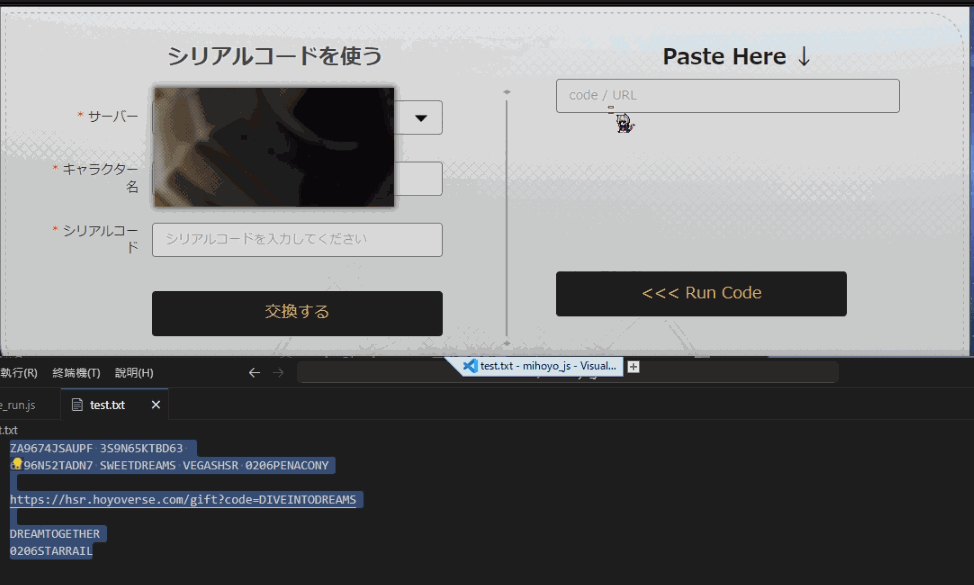 シリアルコードを使う
* サーバー
* キャラクター
名
* シリアルコー
ド
シリアルコードを入力してください
交換する
Paste Here ↓
code / URL
<<< Run Code
執行(R) 終端機(T) 說明(H)
test.txt - mihoyo_js - Visual...
e_run.js
test.txt
t.txt
ZA9674JSAUPF 3S9N65KTBD63
796N52TADN7 SWEETDREAMS VEGASHSR 0206PENACONY
https://hsr.hoyoverse.com/gift?code=DIVEINTODREAMS
DREAMTOGETHER
0206STARRAIL